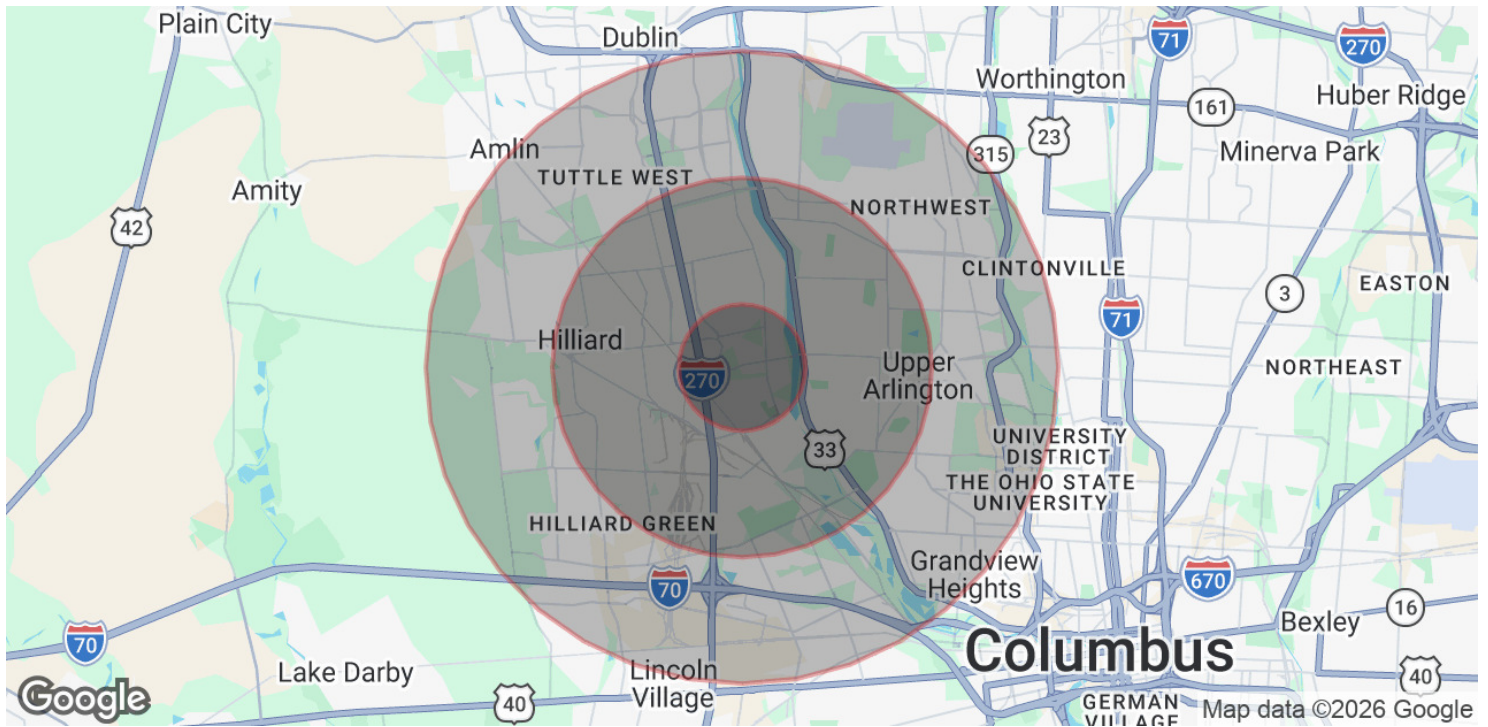 Plain City
Dublin
71
270
Worthington
161
Huber Ridge
23
315
Amlin
Minerva Park
TUTTLE WEST
Amity
NORTHWEST
42
CLINTONVILLE
EASTON
3
71
Hilliard
Upper
Arlington
NORTHEAST
270
33
UNIVERSITY
DISTRICT
THE OHIO STATE
UNIVERSITY
HILLIARD GREEN
Grandview
Heights
70
670
16
Bexley
70
Columbus
Lake Darby
Lincoln
Village
40
40
GERMAN
VILLAGE
Google
Map data ©2026 Google